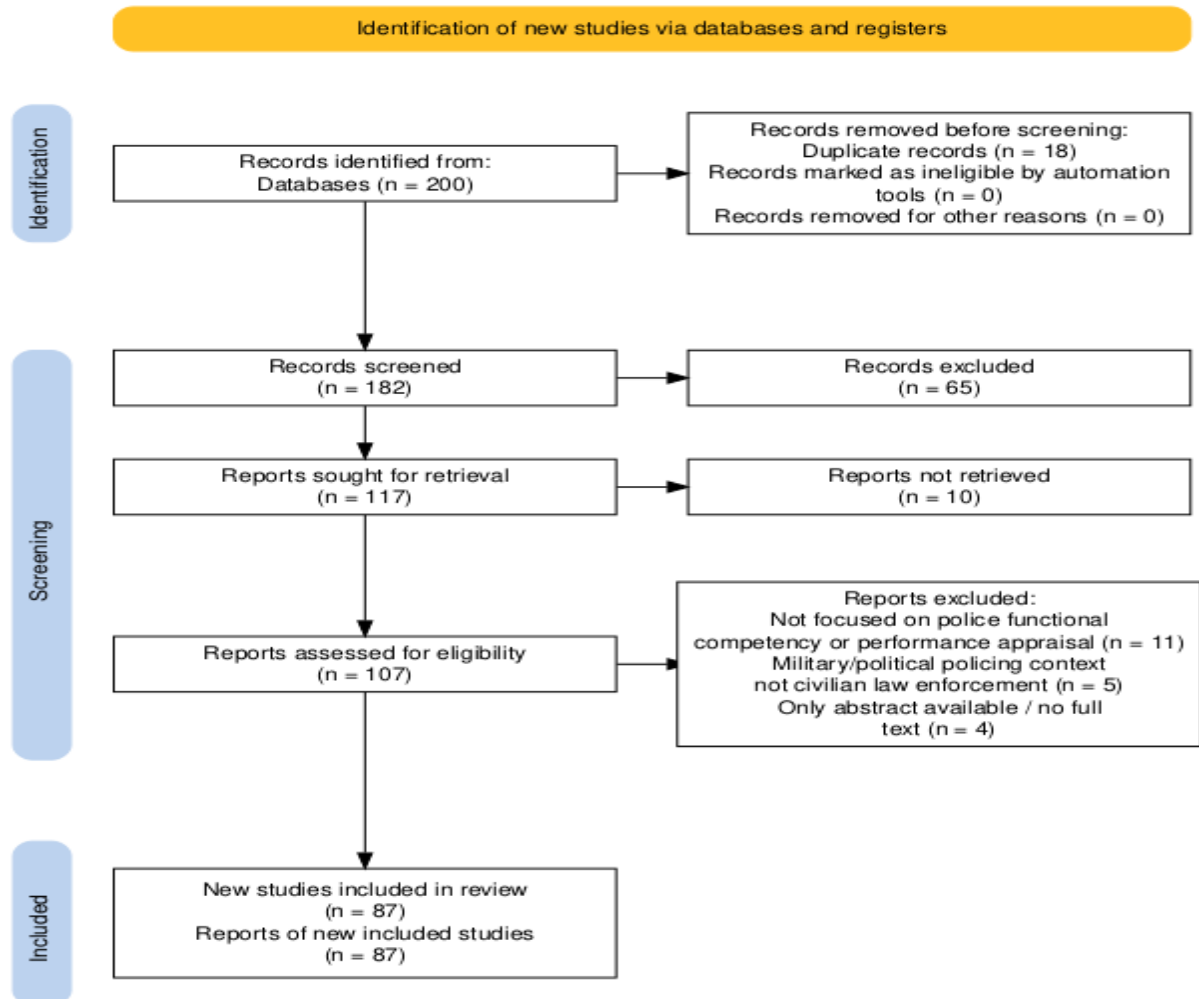 Identification of new studies via databases and registers
Identification
Records identified from:
Databases (n = 200)
Records removed before screening:
Duplicate records (n = 18)
Records marked as ineligible by automation
tools (n = 0)
Records removed for other reasons (n = 0)
Screening
Records screened
(n = 182)
Records excluded
(n = 65)
Reports sought for retrieval
(n = 117)
Reports not retrieved
(n = 10)
Reports assessed for eligibility
(n = 107)
Reports excluded:
Not focused on police functional
competency or performance appraisal (n = 11)
Military/political policing context
not civilian law enforcement (n = 5)
Only abstract available / no full
text (n = 4)
Included
New studies included in review
(n = 87)
Reports of new included studies
(n = 87)